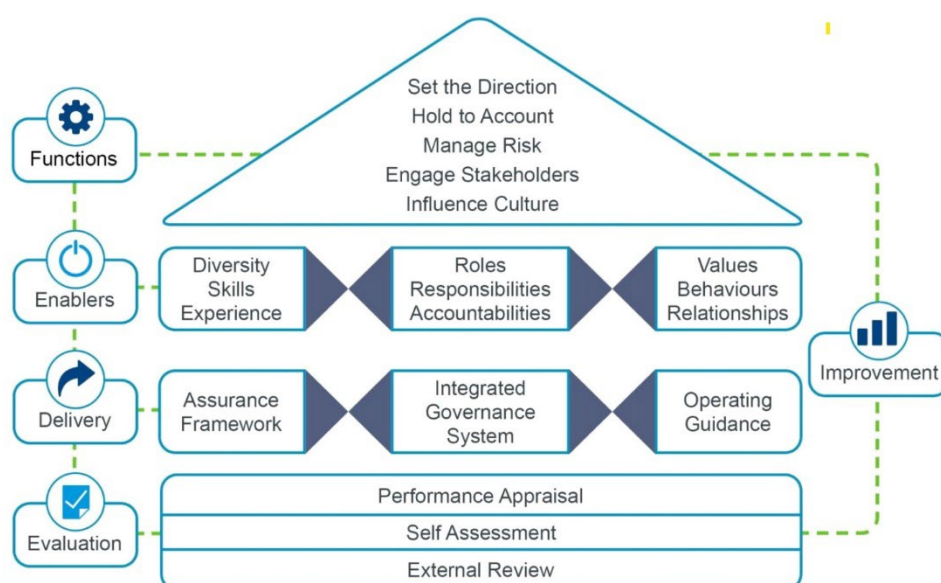 Set the Direction
Hold to Account
Manage Risk
Engage Stakeholders
Influence Culture
Functions
Enablers
Diversity
Skills
Experience
Roles
Responsibilities
Accountabilities
Values
Behaviours
Relationships
Delivery
Assurance
Framework
Integrated
Governance
System
Operating
Guidance
Improvement
Evaluation
Performance Appraisal
Self Assessment
External Review